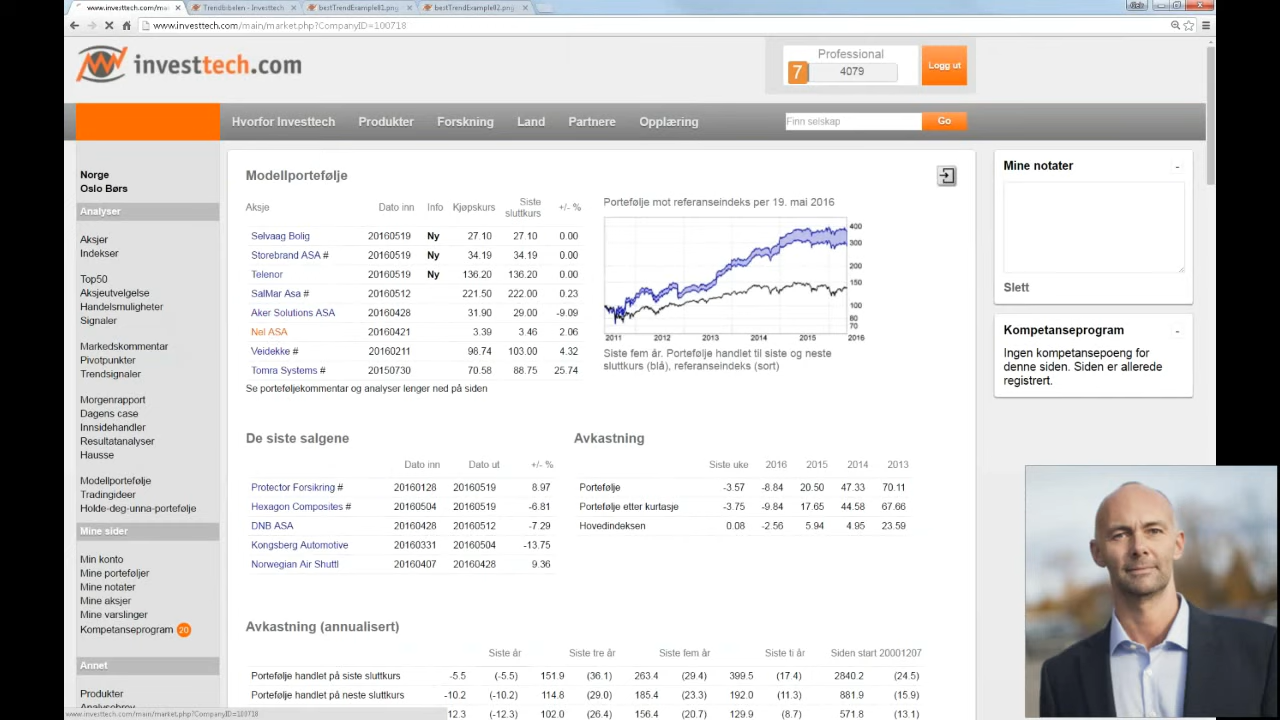 www.investtech.com/mai
Trendbibelen - Investtech
bestTrendExample01.png
bestTrendExample02.png
www.investtech.com/main/market.php?CompanyID=100718
investtech.com
Professional
7 4079
Logg ut
Hvorfor Investtech Produkter Forskning Land Partnere Opplæring
Finn selskap Go
Norge
Oslo Børs
Analyser
Aksjer
Indekser
Top50
Aksjeutvelgelse
Handelsmuligheter
Signaler
Markedskommentar
Pivotpunkter
Trendsignaler
Morgenrapport
Dagens case
Innsidehandler
Resultatanalyser
Hausse
Modellportefølje
Tradingideer
Holde-deg-unna-portefølje
Mine sider
Min konto
Mine porteføljer
Mine notater
Mine aksjer
Mine varslinger
Kompetanseprogram 20
Annet
Produkter
Analysebrev
Modellportefølje
Aksje Dato inn Info Kjøpskurs Siste sluttkurs +/- %
Selvaag Bolig 20160519 Ny 27.10 27.10 0.00
Storebrand ASA # 20160519 Ny 34.19 34.19 0.00
Telenor 20160519 Ny 136.20 136.20 0.00
SalMar Asa # 20160512 221.50 222.00 0.23
Aker Solutions ASA 20160428 31.90 29.00 -9.09
Nel ASA 20160421 3.39 3.46 2.06
Veidekke # 20160211 98.74 103.00 4.32
Tomra Systems # 20150730 70.58 88.75 25.74
Se porteføljekommentar og analyser lenger ned på siden
Portefølje mot referanseindeks per 19. mai 2016
400
300
200
150
100
80
70
2011 2012 2013 2014 2015 2016
Siste fem år. Portefølje handlet til siste og neste
sluttkurs (blå), referanseindeks (sort)
De siste salgene
Dato inn Dato ut +/- %
Protector Forsikring # 20160128 20160519 8.97
Hexagon Composites # 20160504 20160519 -6.81
DNB ASA 20160428 20160512 -7.29
Kongsberg Automotive 20160331 20160504 -13.75
Norwegian Air Shuttl 20160407 20160428 9.36
Avkastning
Siste uke 2016 2015 2014 2013
Portefølje -3.57 -8.84 20.50 47.33 70.11
Portefølje etter kurtasje -3.75 -9.84 17.65 44.58 67.66
Hovedindeksen 0.08 -2.56 5.94 4.95 23.59
Avkastning (annualisert)
Siste år Siste tre år Siste fem år Siste ti år Siden start 20001207
Portefølje handlet på siste sluttkurs -5.5 (-5.5) 151.9 (36.1) 263.4 (29.4) 399.5 (17.4) 2840.2 (24.5)
Portefølje handlet på neste sluttkurs -10.2 (-10.2) 114.8 (29.0) 185.4 (23.3) 192.0 (11.3) 881.9 (15.9)
12.3 (-12.3) 102.0 (26.4) 156.4 (20.7) 129.9 (8.7) 571.8 (13.1)
Mine notater -
Slett
Kompetanseprogram -
Ingen kompetansepoeng for
denne siden. Siden er allerede
registrert.
www.investtech.com/main/market.php?CompanyID=100718